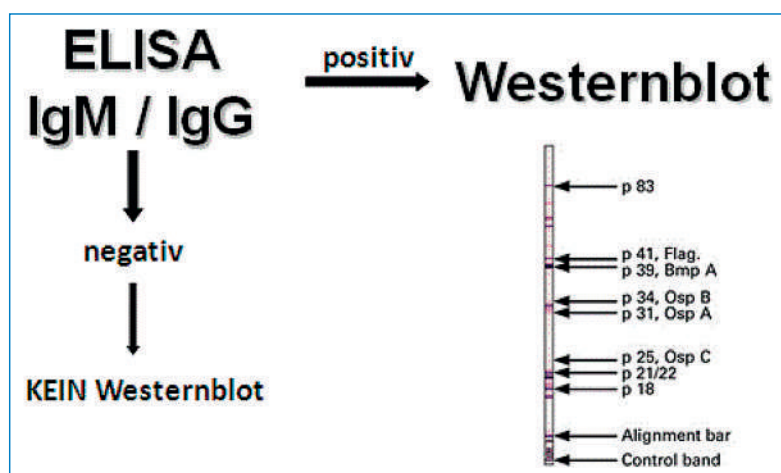 ELISA
IgM / IgG
positiv
Westernblot
negativ
KEIN Westernblot
p 83
p 41, Flag.
p 39, Bmp A
p 34, Osp B
p 31, Osp A
p 25, Osp C
p 21/22
p 18
Alignment bar
Control band